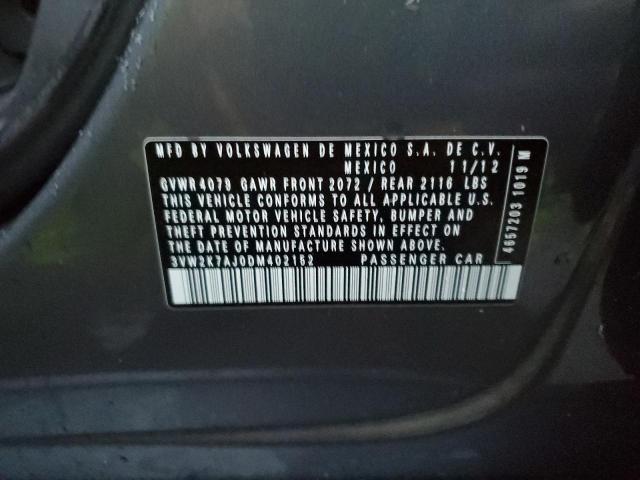 MFD BY VOLKSWAGEN DE MEXICO S.A. DE C.V.
MEXICO 11/12
GVWR 4079 GAWR FRONT 2072 / REAR 2116 LBS
THIS VEHICLE CONFORMS TO ALL APPLICABLE U.S.
FEDERAL MOTOR VEHICLE SAFETY, BUMPER AND
THEFT PREVENTION STANDARDS IN EFFECT ON
THE DATE OF MANUFACTURE SHOWN ABOVE.
3VW2K7AJ0DM402152 PASSENGER CAR
4657203 1019 M